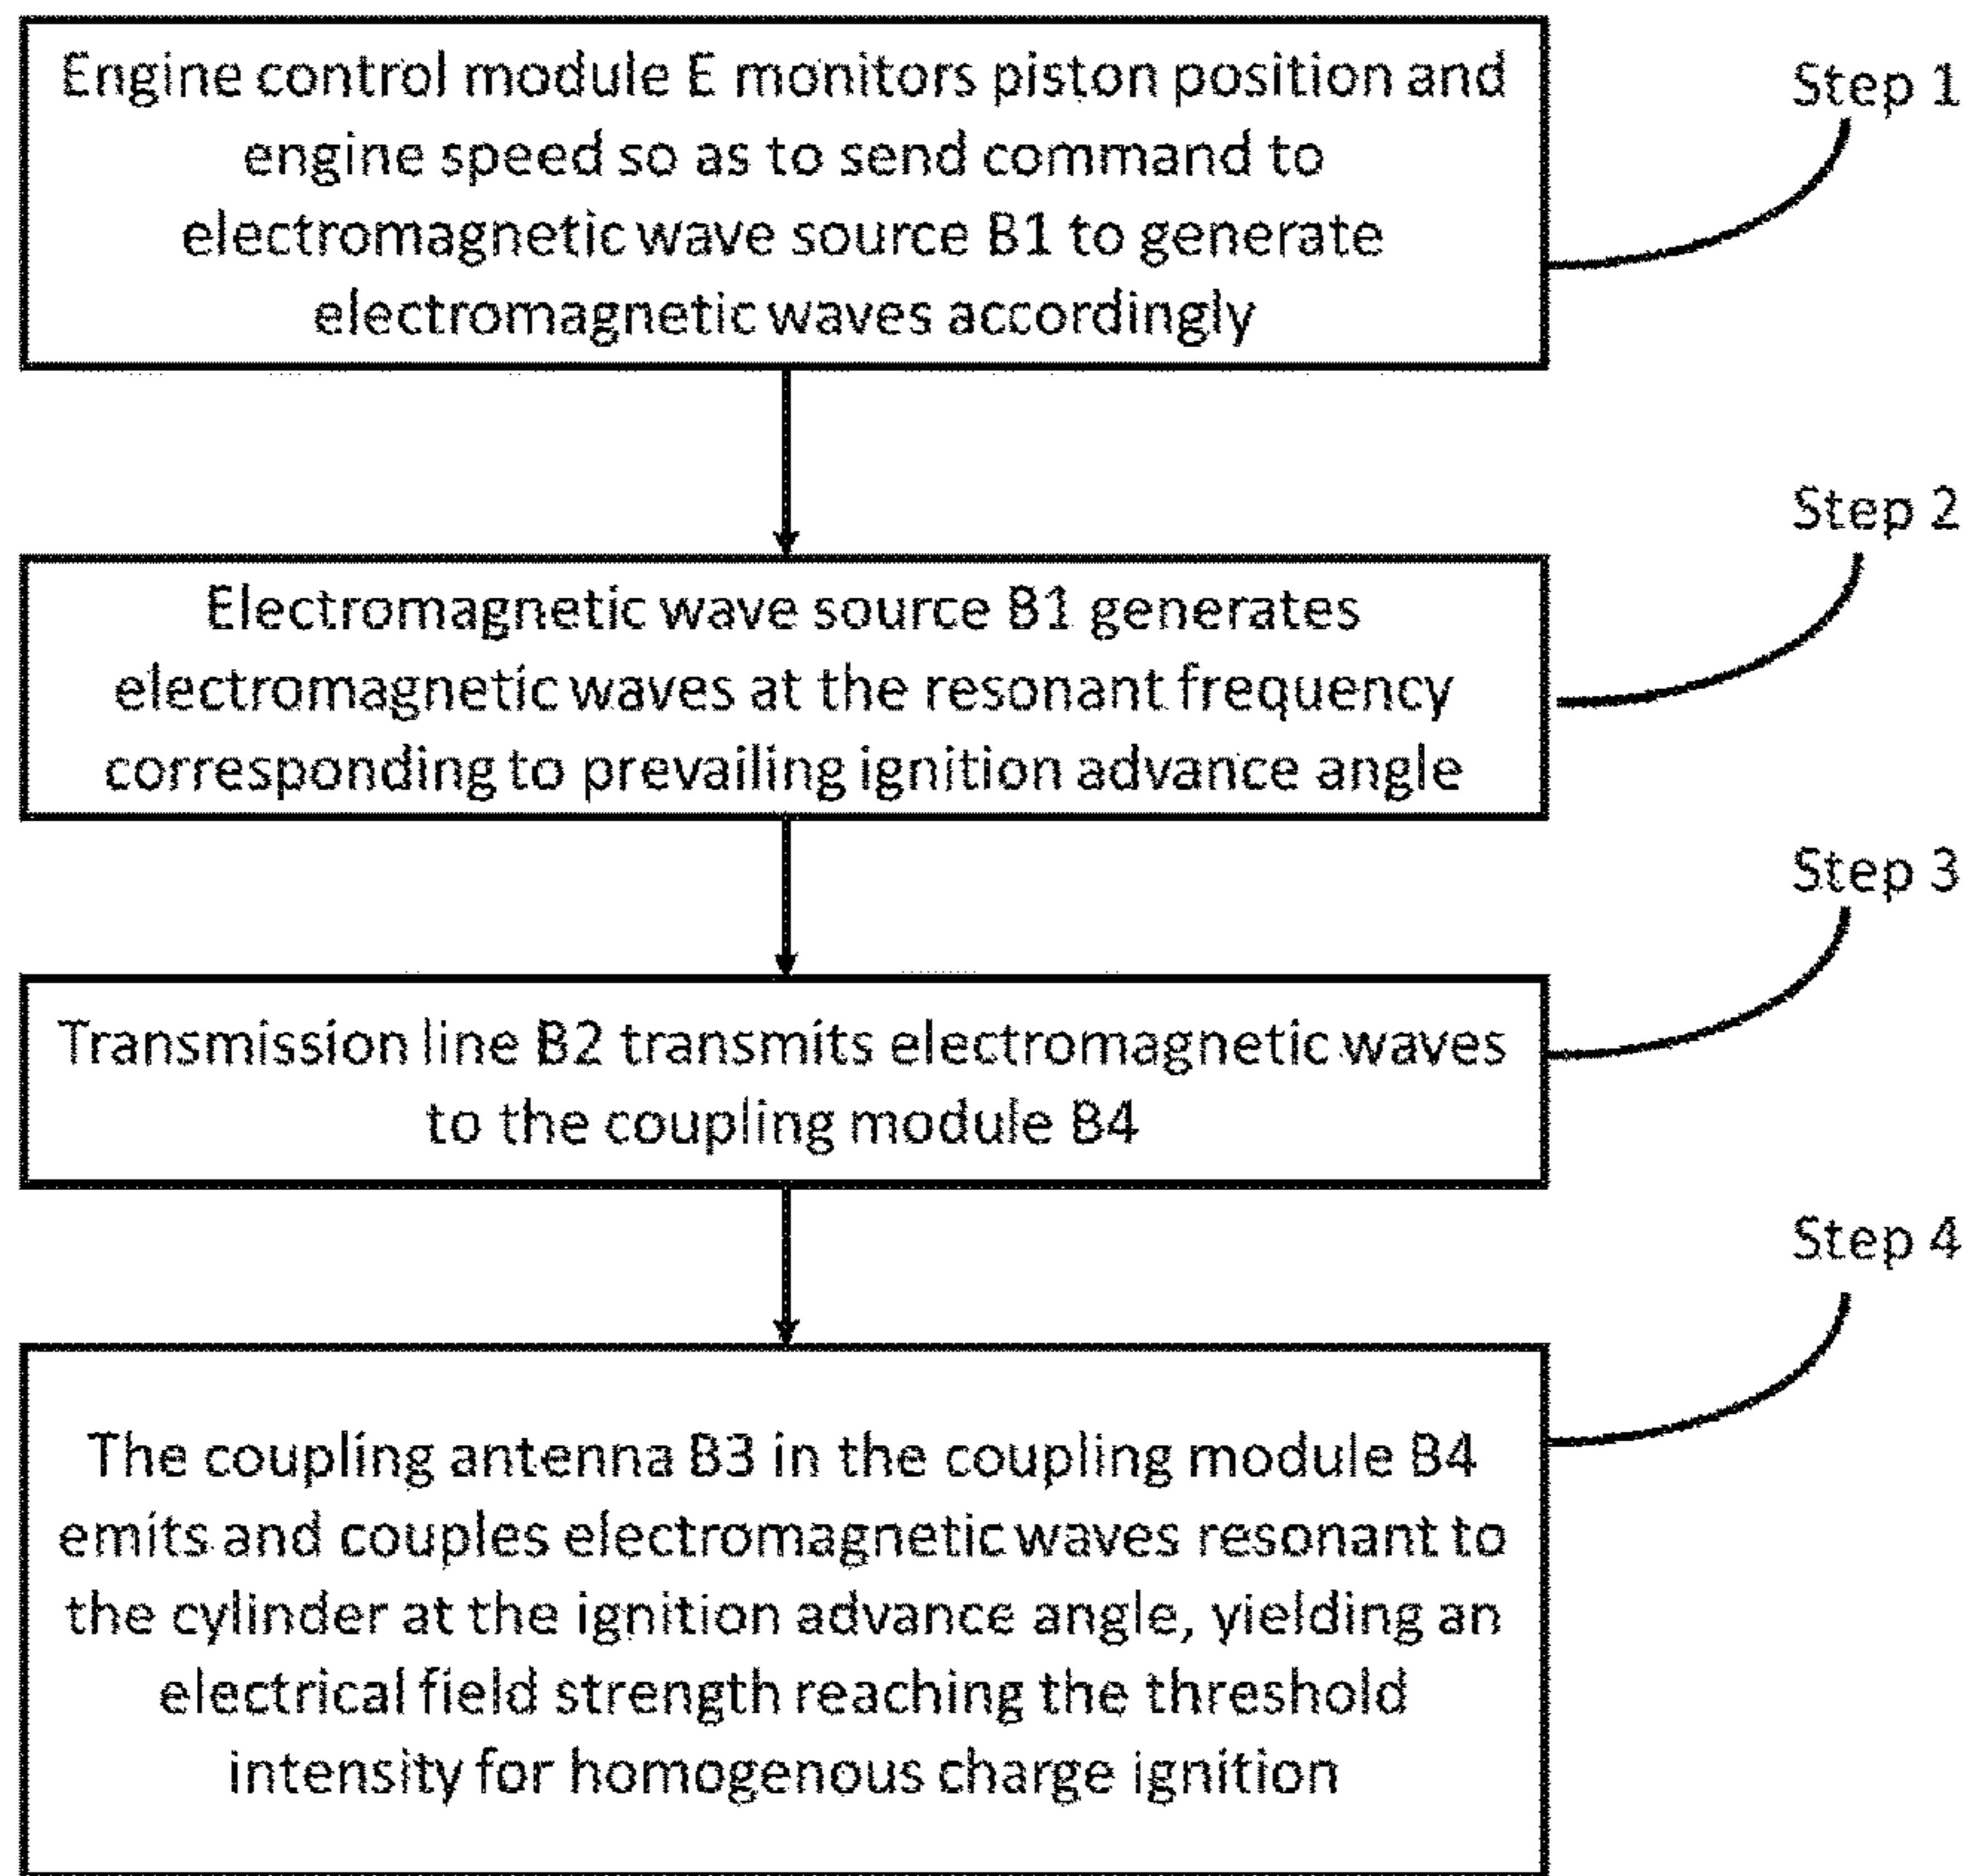 Engine control module E monitors piston position and
engine speed so as to send command to
electromagnetic wave source B1 to generate
electromagnetic waves accordingly
Step 1
Step 2
Electromagnetic wave source B1 generates
electromagnetic waves at the resonant frequency
corresponding to prevailing ignition advance angle
Step 3
Transmission line B2 transmits electromagnetic waves
to the coupling module B4
Step 4
The coupling antenna B3 in the coupling module B4
emits and couples electromagnetic waves resonant to
the cylinder at the ignition advance angle, yielding an
electrical field strength reaching the threshold
intensity for homogenous charge ignition